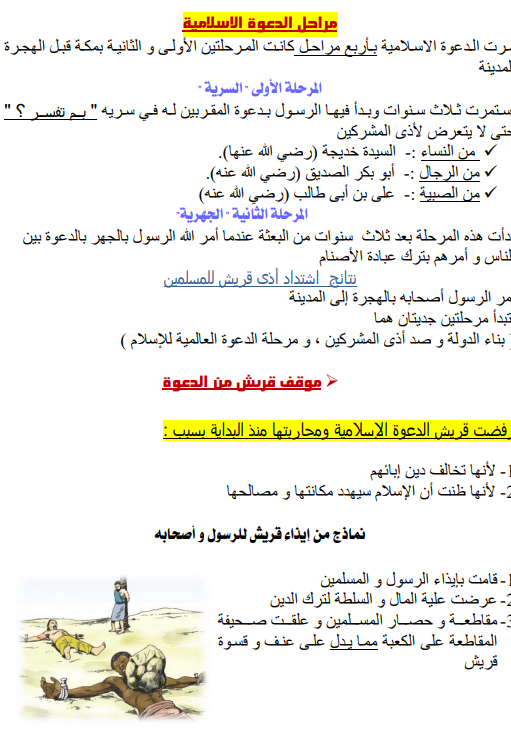 مراحل الدعوة الاسلامية
مرت الدعوة الاسلامية بأربع مراحل كانت المرحلتين الأولى و الثانية بمكة قبل الهجرة
المدينة
المرحلة الأولى - السرية -
ستمرت ثلاث سنوات وبدأ فيها الرسول بدعوة المقربين له في سريه " بم تفسر ؟ "
حتى لا يتعرض لأذى المشركين
✓ من النساء :- السيدة خديجة (رضي الله عنها).
✓ من الرجال :- أبو بكر الصديق (رضي الله عنه).
✓ من الصبية :- على بن أبى طالب (رضي الله عنه)
المرحلة الثانية - الجهرية-
دأت هذه المرحلة بعد ثلاث سنوات من البعثة عندما أمر الله الرسول بالجهر بالدعوة بين
لناس و أمرهم بترك عبادة الأصنام
نتائج اشتداد أذى قريش للمسلمين
مر الرسول أصحابه بالهجرة إلى المدينة
تبدأ مرحلتين جديتان هما
( بناء الدولة و صد أذى المشركين ، و مرحلة الدعوة العالمية للإسلام )
➢ موقف قريش من الدعوة
رفضت قريش الدعوة الإسلامية ومحاربتها منذ البداية بسبب :
1- لأنها تخالف دين إبائهم
2- لأنها ظنت أن الإسلام سيهدد مكانتها و مصالحها
نماذج من إيذاء قريش للرسول و أصحابه
1- قامت بإيذاء الرسول و المسلمين
2- عرضت علية المال و السلطة لترك الدين
3- مقاطعة و حصار المسلمين و علقت صحيفة
المقاطعة على الكعبة مما يدل على عنف و قسوة
قريش